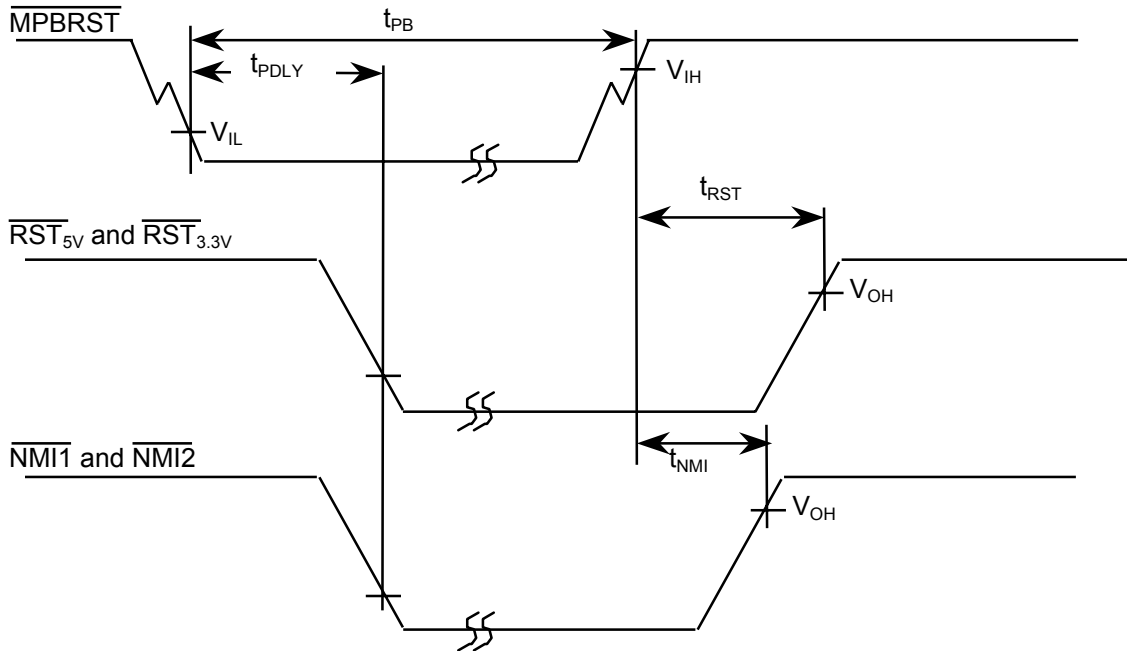 MPBRST
tPB
tPDLY
VIH
VIL
tRST
RST5V and RST3.3V
VOH
tNMI
NMI1 and NMI2
VOH